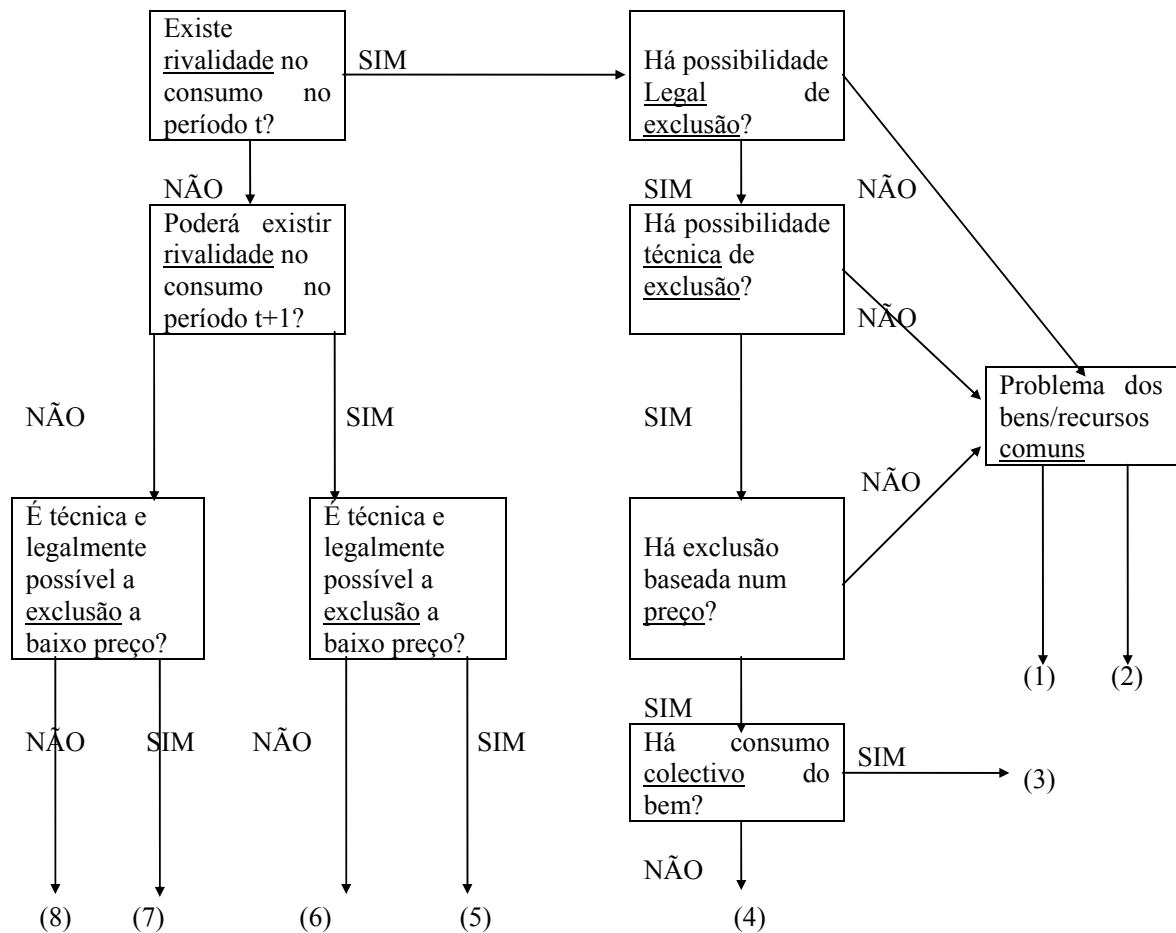 Existe
rivalidade no
consumo no
período t?
SIM
Há possibilidade
Legal de
exclusão?
NÃO
SIM
NÃO
Poderá existir
rivalidade no
consumo no
período t+1?
Há possibilidade
técnica de
exclusão?
NÃO
NÃO
SIM
SIM
Problema dos
bens/recursos
comuns
NÃO
É técnica e
legalmente
possível a
exclusão a
baixo preço?
É técnica e
legalmente
possível a
exclusão a
baixo preço?
Há exclusão
baseada num
preço?
(1) (2)
SIM
NÃO SIM NÃO SIM
Há consumo
colectivo do
bem?
SIM
(3)
NÃO
(8) (7) (6) (5) (4)